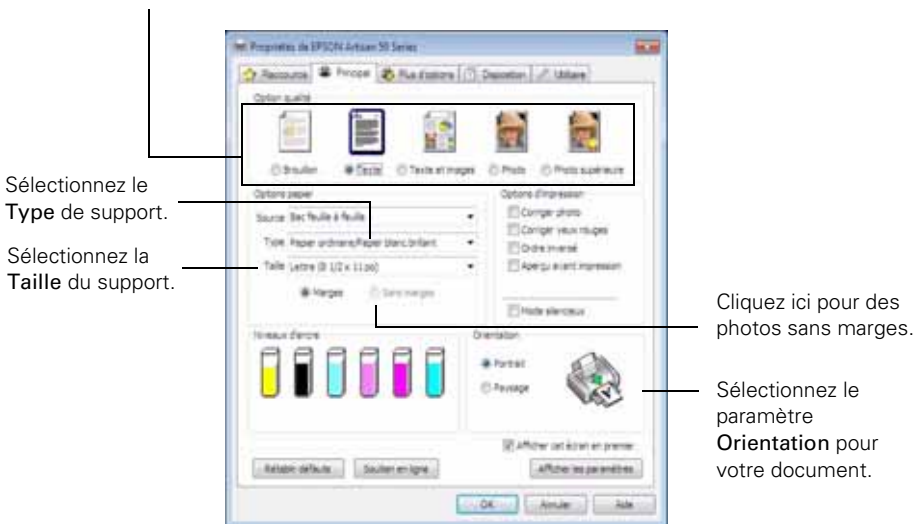 Propriétés de EPSON Artisan 50 Series
Raccourcis Principal Plus d'options Disposition Utilitaire
Option qualité
Brouillon Texte Texte et images Photo Photo supérieure
Sélectionnez le
Type de support.
Sélectionnez la
Taille du support.
Options papier
Source Bac feuille à feuille
Type Papier ordinaire/Papier blanc brillant
Taille Lettre (8 1/2 x 11 po)
Marges Sans marges
Options d'impression
Corriger photo
Corriger yeux rouges
Ordre inversé
Aperçu avant impression
Mode silencieux
Cliquez ici pour des
photos sans marges.
Niveaux d'encre
Orientation
Portrait
Paysage
Sélectionnez le
paramètre
Orientation pour
votre document.
Afficher cet écran en premier
Rétablir défauts Soutien en ligne Afficher les paramètres
OK Annuler Aide